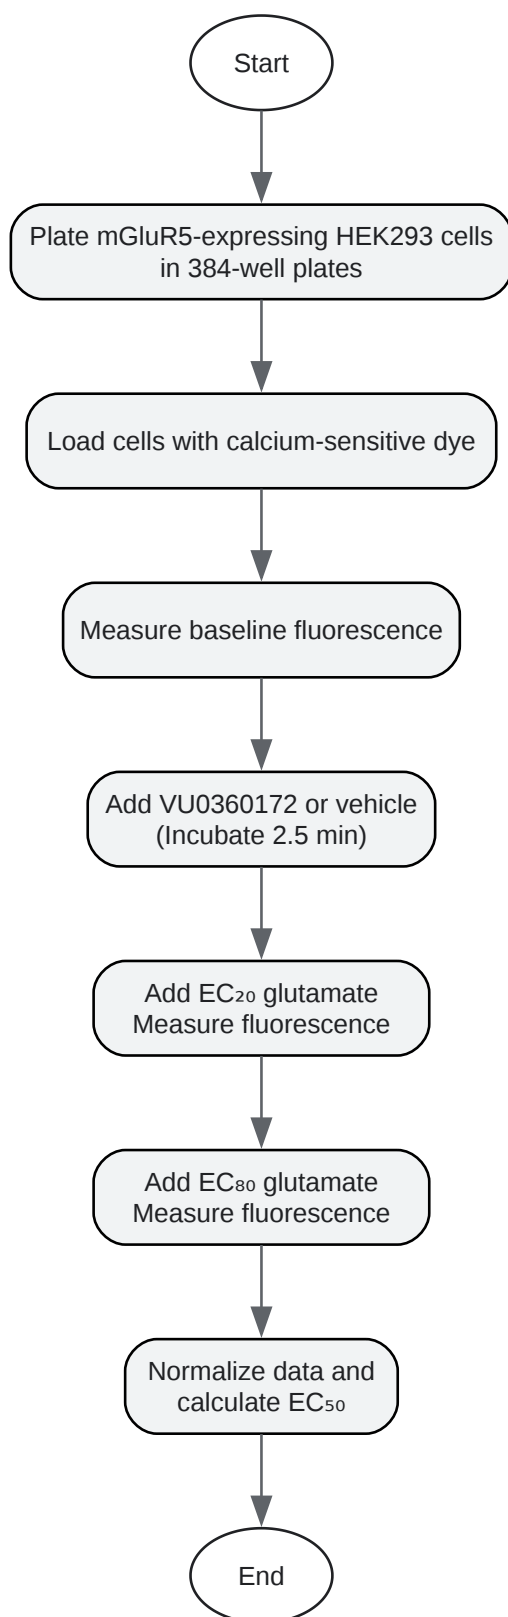 Start
Plate mGluR5-expressing HEK293 cells
in 384-well plates
Load cells with calcium-sensitive dye
Measure baseline fluorescence
Add VU0360172 or vehicle
(Incubate 2.5 min)
Add EC₂₀ glutamate
Measure fluorescence
Add EC₈₀ glutamate
Measure fluorescence
Normalize data and
calculate EC₅₀
End